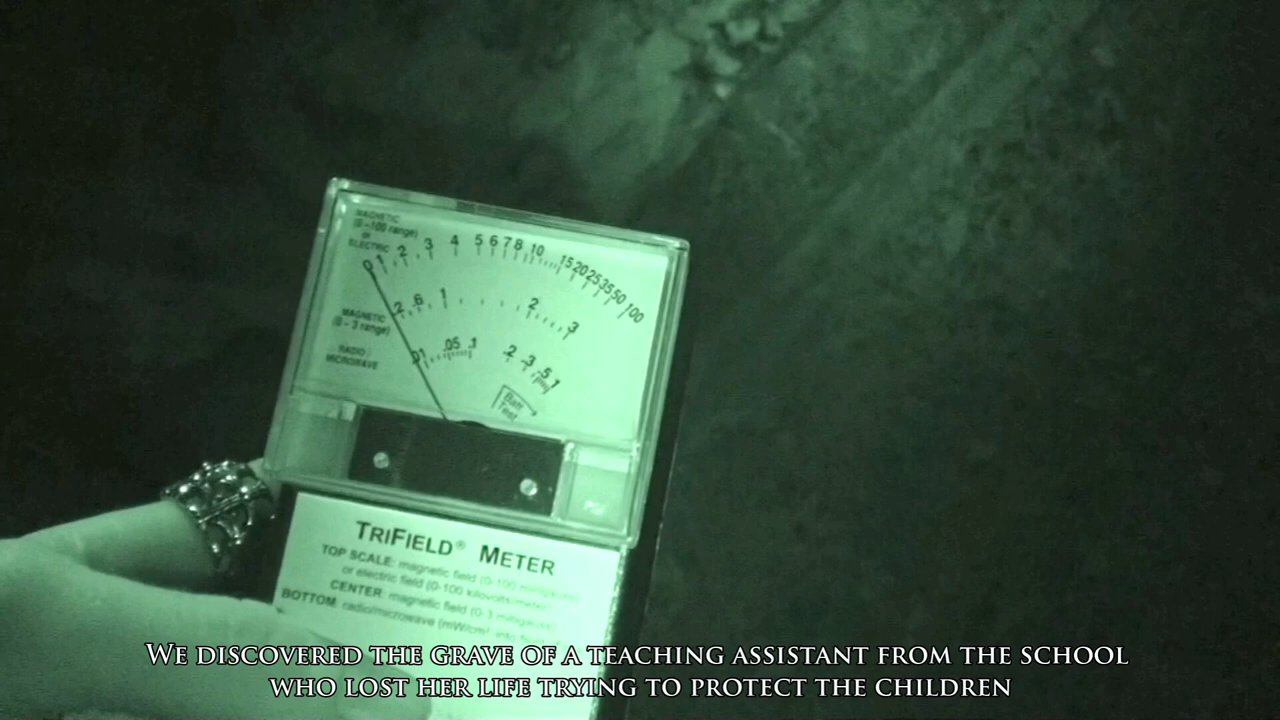 MAGNETIC
(0-100 range)
or
ELECTRIC
0 1 2 3 4 5 6 7 8 10 15 20 25 35 50 100
MAGNETIC
(0-3 range)
.2 .6 1 2 3
RADIO/
MICROWAVE
.01 .05 .1 .2 .3 .5 1
Batt
Test
TRIFIELD® METER
TOP SCALE: magnetic field (0-100 milligauss)
or electric field (0-100 kilovolts/meter)
CENTER: magnetic field (0-3 milligauss)
BOTTOM: radio/microwave (mW/cm²
WE DISCOVERED THE GRAVE OF A TEACHING ASSISTANT FROM THE SCHOOL
WHO LOST HER LIFE TRYING TO PROTECT THE CHILDREN